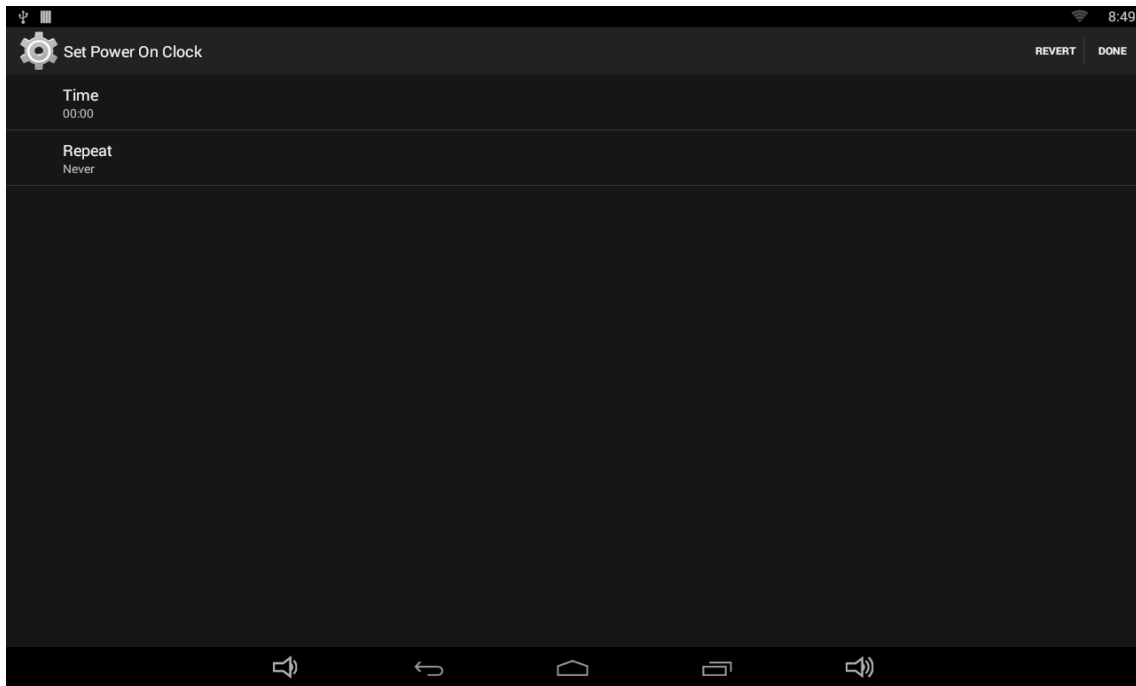 8:49
Set Power On Clock
REVERT
DONE
Time
00:00
Repeat
Never